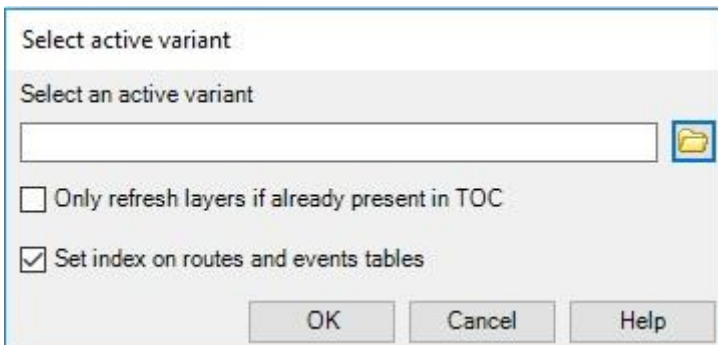 Select active variant
Select an active variant
Only refresh layers if already present in TOC
Set index on routes and events tables
OK Cancel Help